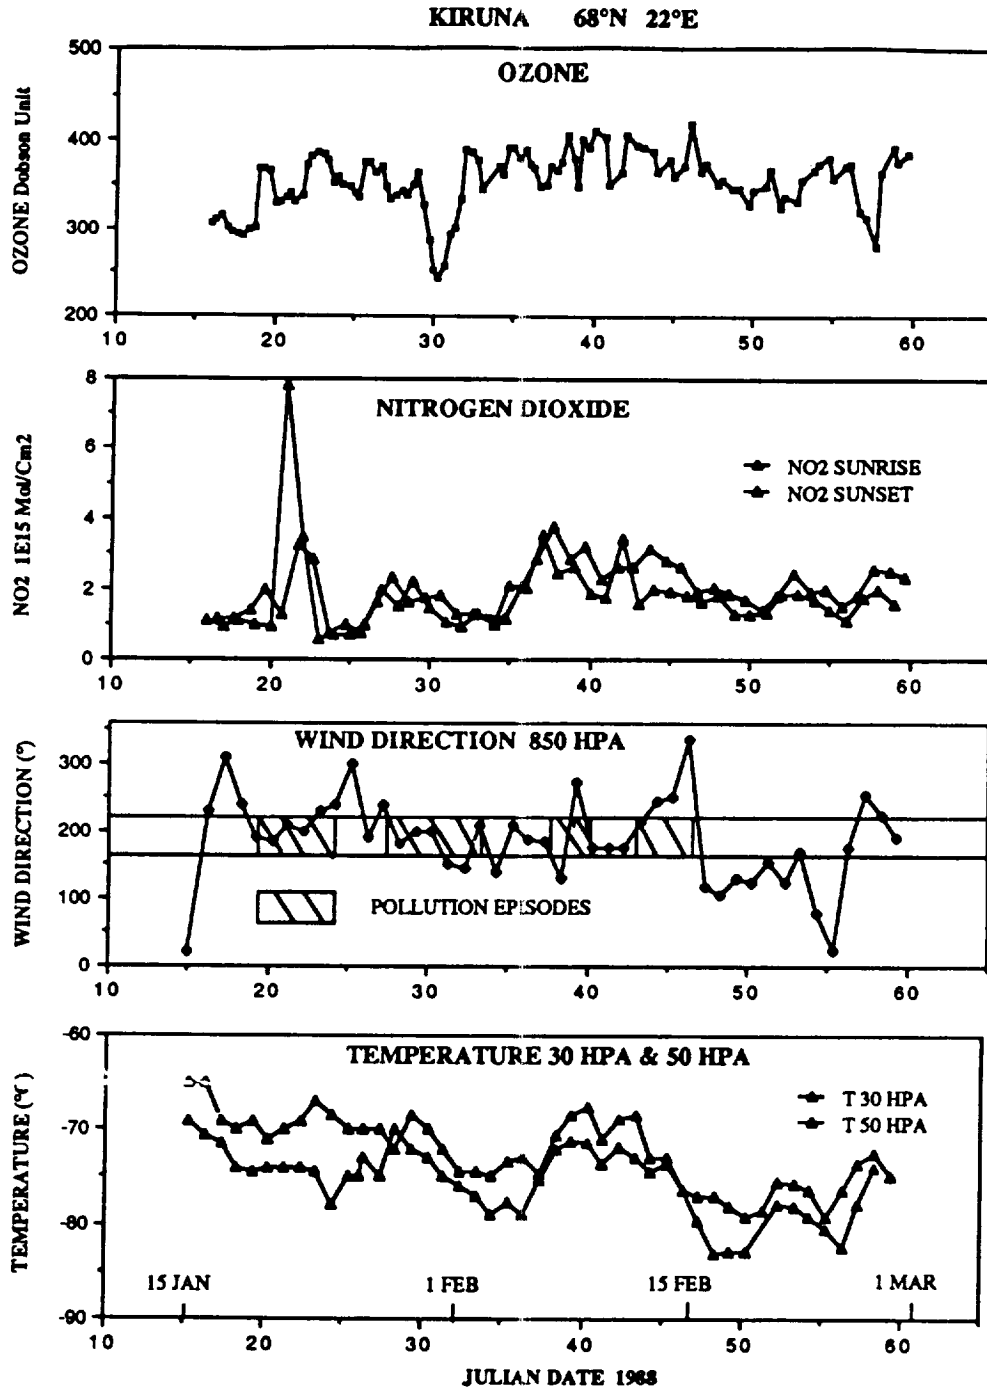 KIRUNA 68°N 22°E
OZONE
OZONE Dobson Unit
500
400
300
200
10 20 30 40 50 60
NITROGEN DIOXIDE
NO2 1E15 Mol/Cm2
8
6
4
2
0
NO2 SUNRISE
NO2 SUNSET
10 20 30 40 50 60
WIND DIRECTION 850 HPA
WIND DIRECTION (°)
300
200
100
0
POLLUTION EPISODES
10 20 30 40 50 60
TEMPERATURE 30 HPA & 50 HPA
TEMPERATURE (°C)
-60
-70
-80
-90
T 30 HPA
T 50 HPA
15 JAN 1 FEB 15 FEB 1 MAR
10 20 30 40 50 60
JULIAN DATE 1988